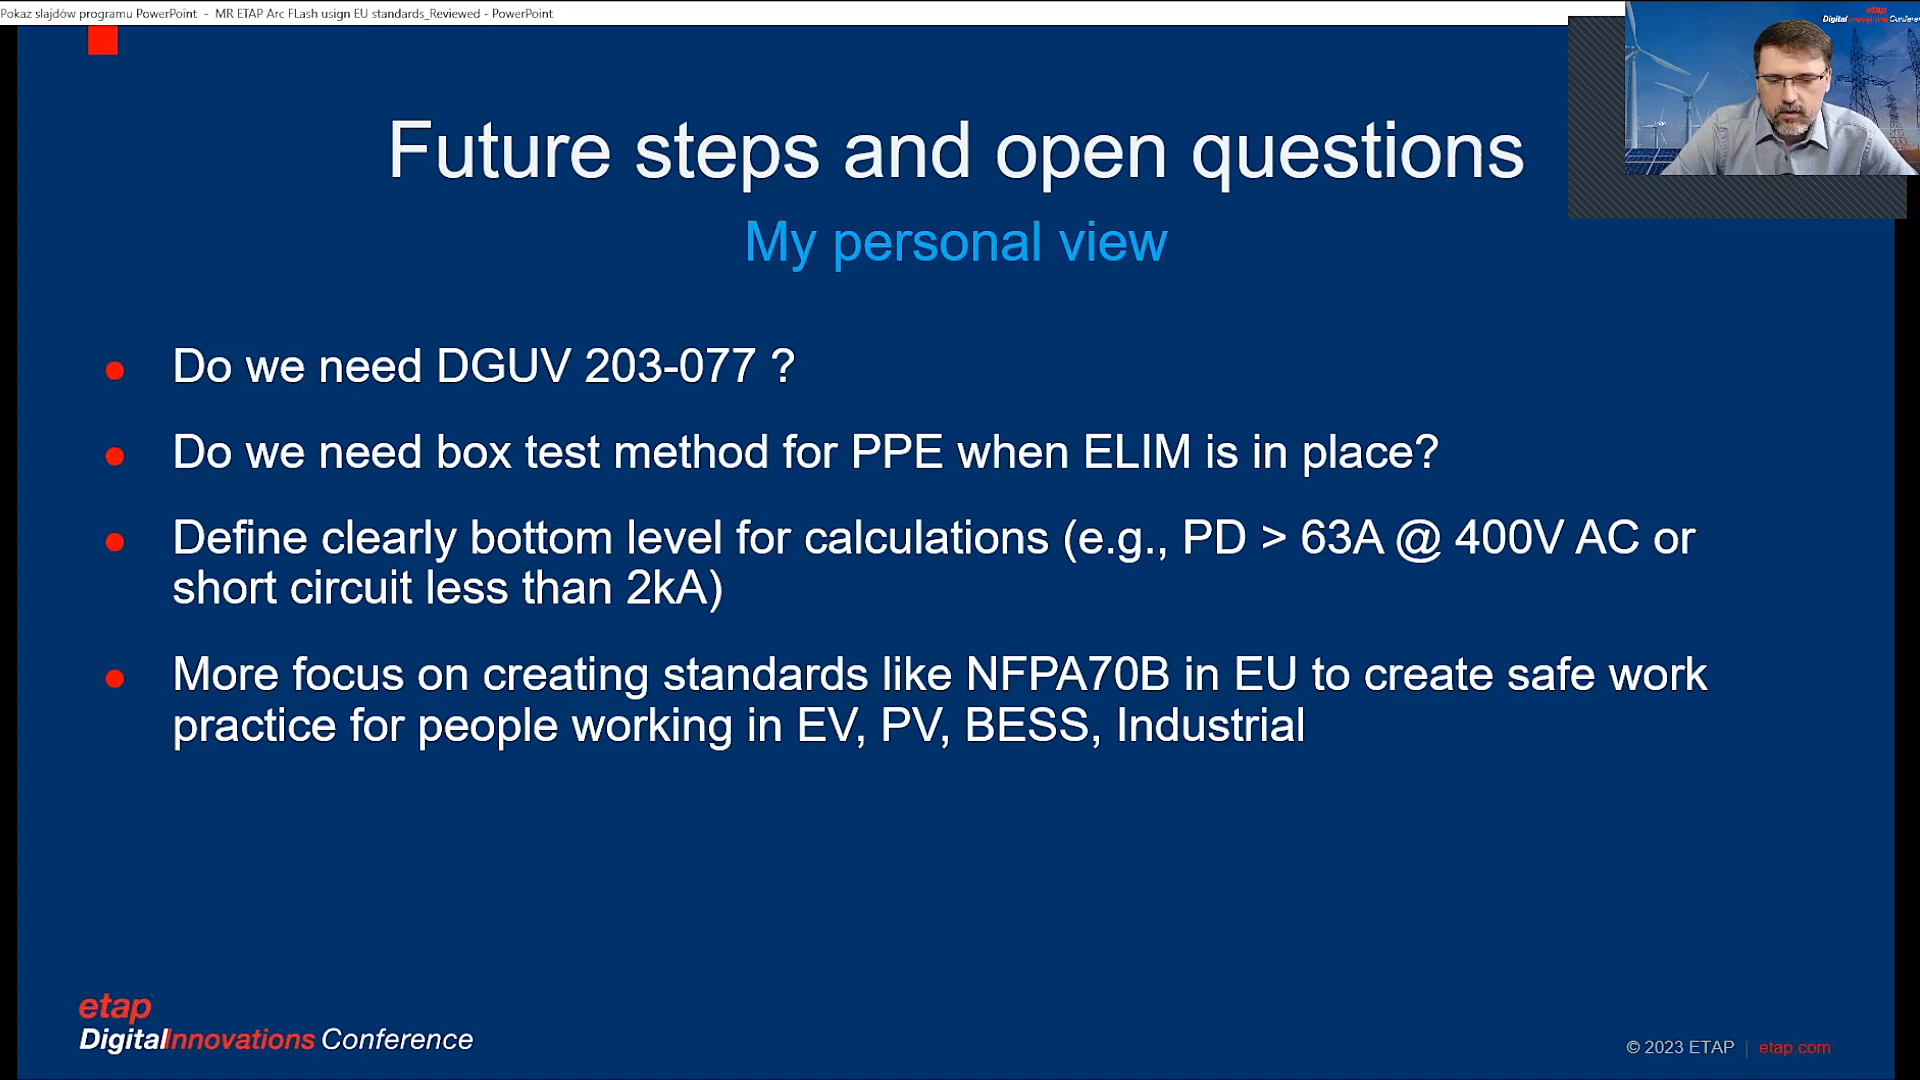 Pokaz slajdów programu PowerPoint - MR ETAP Arc FLash usign EU standards_Reviewed - PowerPoint
etap
Digital Innovations Conference
Future steps and open questions
My personal view
Do we need DGUV 203-077 ?
Do we need box test method for PPE when ELIM is in place?
Define clearly bottom level for calculations (e.g., PD > 63A @ 400V AC or
short circuit less than 2kA)
More focus on creating standards like NFPA70B in EU to create safe work
practice for people working in EV, PV, BESS, Industrial
etap
DigitalInnovations Conference
© 2023 ETAP | etap.com